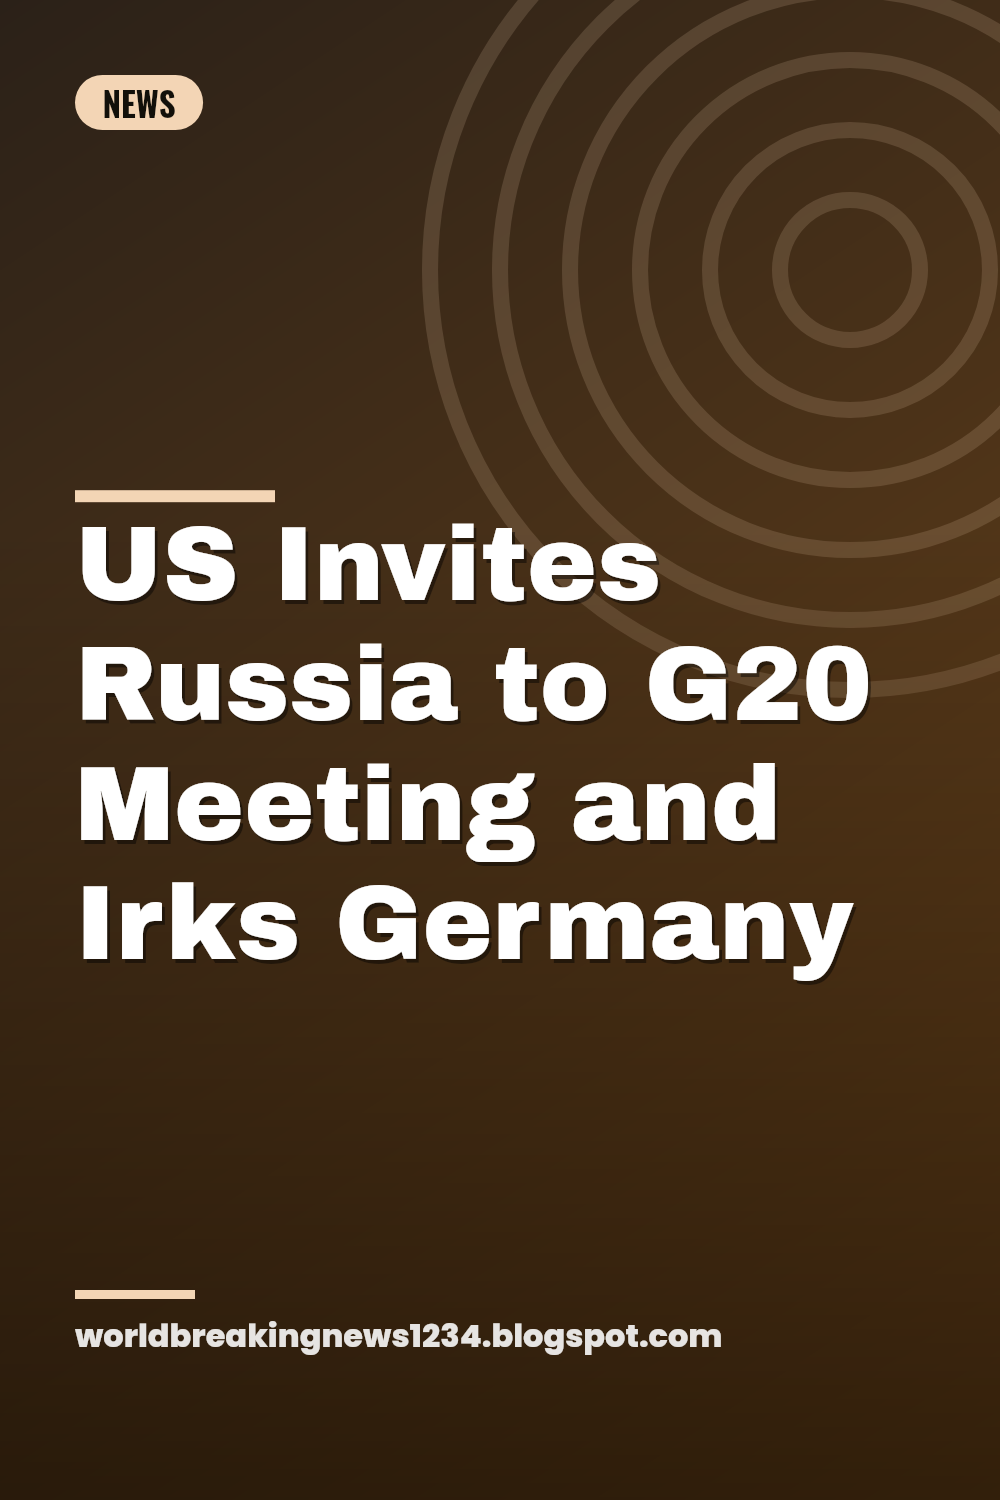 NEWS
US Invites
Russia to G20
Meeting and
Irks Germany
worldbreakingnews1234.blogspot.com